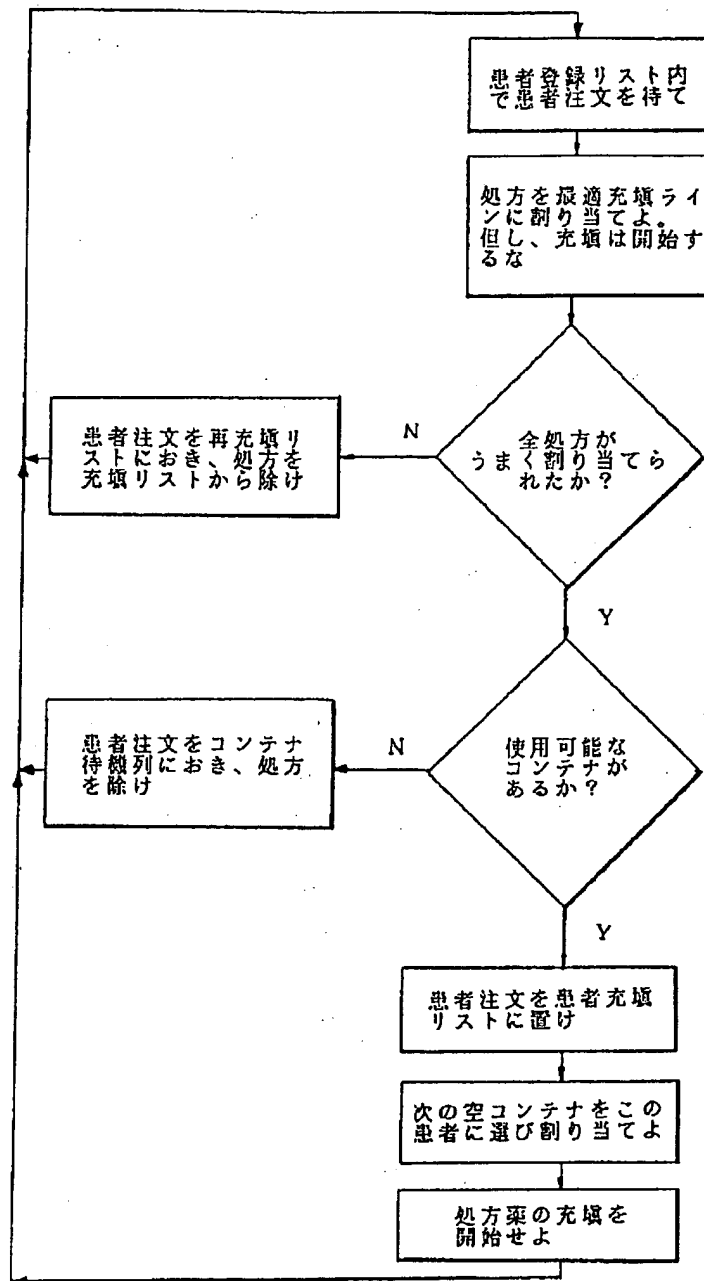 患者登録リスト内
で患者注文を待て
処方を最適充填ライ
ンに割り当てよ。
但し、充填は開始す
るな
全処方が
うまく割り当てら
れたか?
N
患者注文を再充填リ
ストにおき、処方を
充填リストから除け
Y
使用可能な
コンテナが
あるか?
N
患者注文をコンテナ
待機列におき、処方
を除け
Y
患者注文を患者充填
リストに置け
次の空コンテナをこの
患者に選び割り当てよ
処方薬の充填を
開始せよ